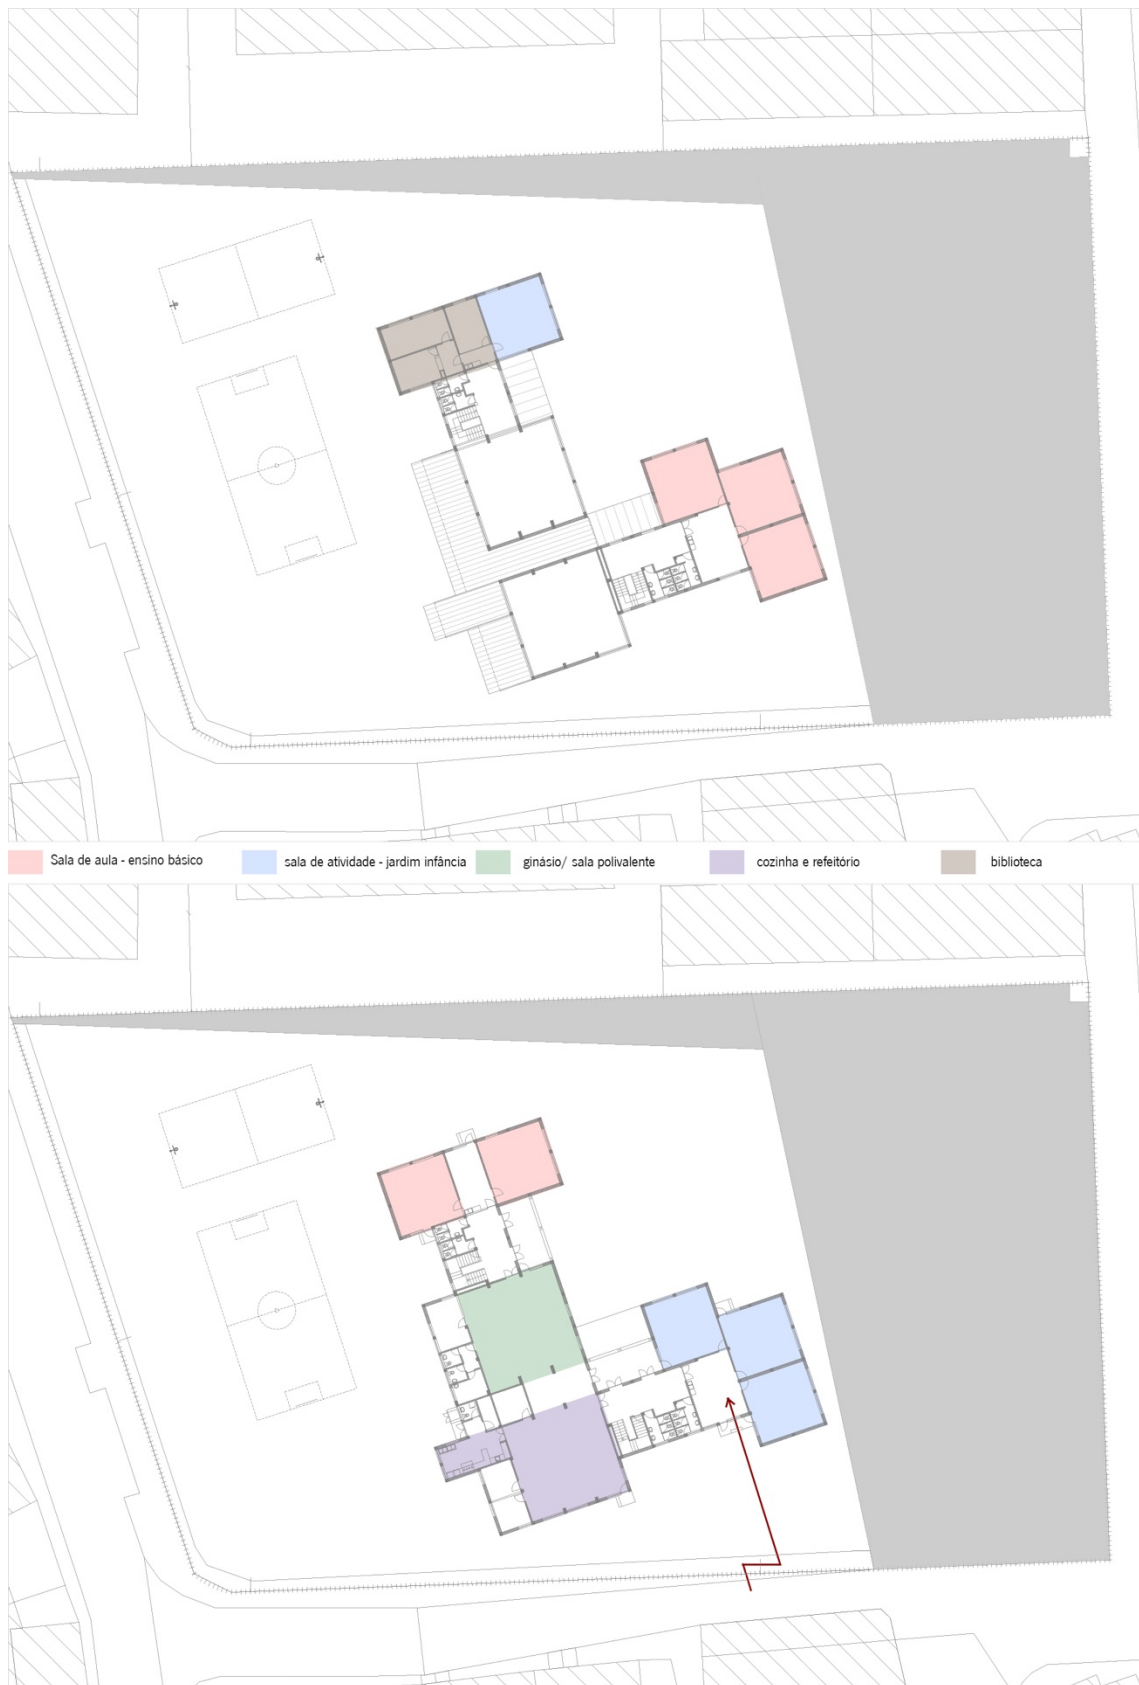 Sala de aula - ensino básico
sala de atividade - jardim infância
ginásio/ sala polivalente
cozinha e refeitório
biblioteca